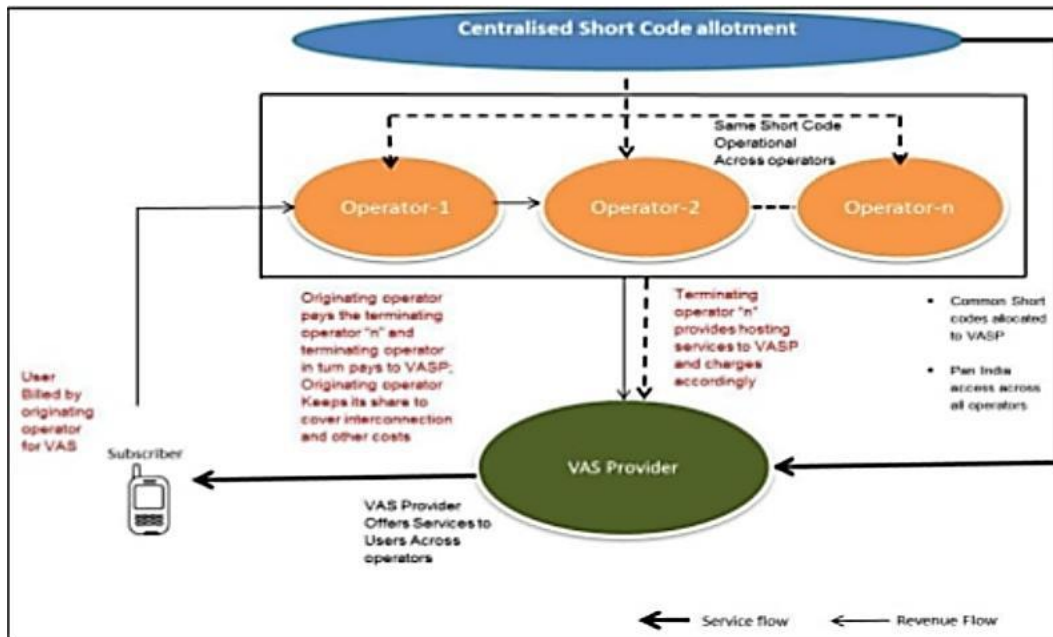 Centralised Short Code allotment
Same Short Code
Operational
Across operators
Operator-1
Operator-2
Operator-n
Originating operator
pays the terminating
operator "n" and
terminating operator
in turn pays to VASP;
Originating operator
Keeps its share to
cover interconnection
and other costs
Terminating
operator "n"
provides hosting
services to VASP
and charges
accordingly
• Common Short
codes allocated
to VASP
• Pan India
access across
all operators
User
Billed by
originating
operator
for VAS
Subscriber
VAS Provider
VAS Provider
Offers Services to
Users Across
operators
Service flow
Revenue Flow